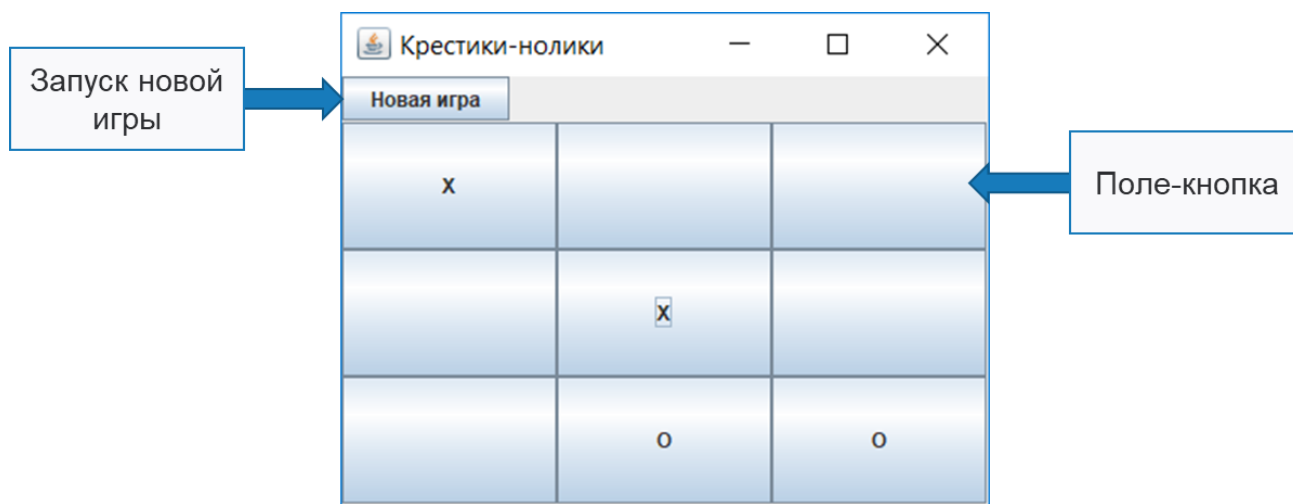 Крестики-нолики
Запуск новой
игры
Новая игра
X
Поле-кнопка
X
O O